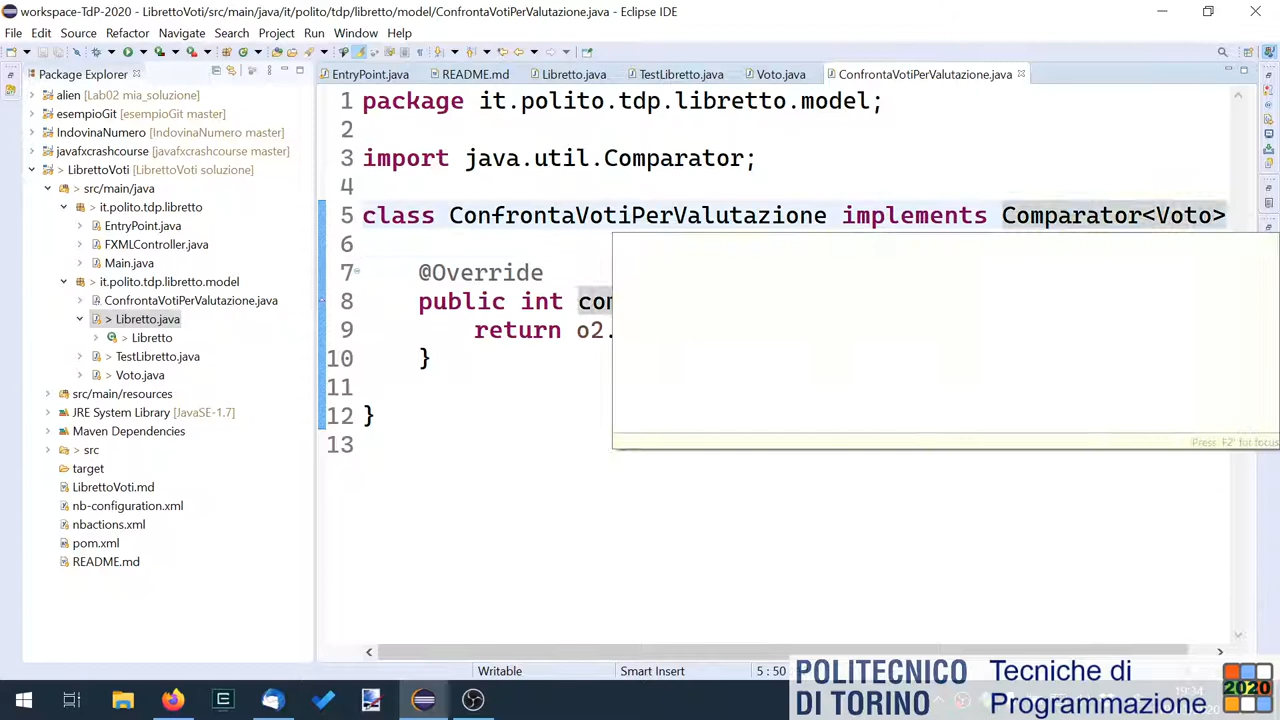 workspace-TdP-2020 - LibrettoVoti/src/main/java/it/polito/tdp/libretto/model/ConfrontaVotiPerValutazione.java - Eclipse IDE
File Edit Source Refactor Navigate Search Project Run Window Help
Package Explorer
EntryPoint.java README.md Libretto.java TestLibretto.java Voto.java ConfrontaVotiPerValutazione.java
> alien [Lab02 mia_soluzione]
esempioGit [esempioGit master]
IndovinaNumero [IndovinaNumero master]
javafxcrashcourse [javafxcrashcourse master]
> LibrettoVoti [LibrettoVoti soluzione]
> src/main/java
> it.polito.tdp.libretto
EntryPoint.java
FXMLController.java
Main.java
> it.polito.tdp.libretto.model
ConfrontaVotiPerValutazione.java
> Libretto.java
> Libretto
> TestLibretto.java
> Voto.java
src/main/resources
JRE System Library [JavaSE-1.7]
Maven Dependencies
> src
target
LibrettoVoti.md
nb-configuration.xml
nbactions.xml
pom.xml
README.md
1 package it.polito.tdp.libretto.model;
2
3 import java.util.Comparator;
4
5 class ConfrontaVotiPerValutazione implements Comparator<Voto>
6
7 @Override
8 public int com
9 return o2.
10 }
11
12 }
13
Press 'F2' for focus
Writable Smart Insert 5 : 50
POLITECNICO DI TORINO
Tecniche di Programmazione
2020
19:34